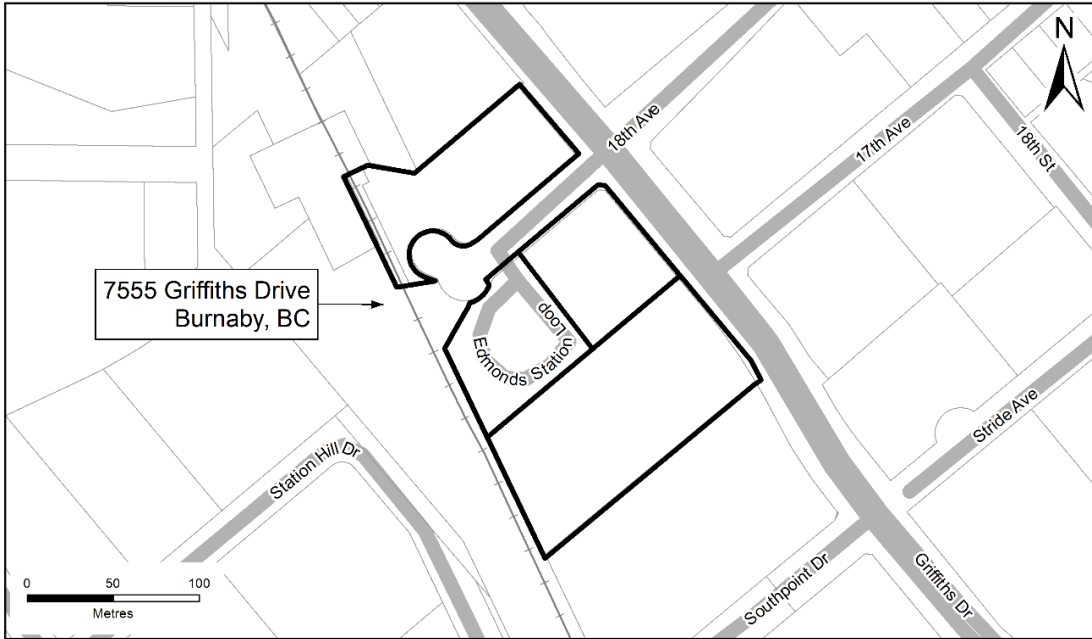 N
18th Ave
17th Ave
18th St
7555 Griffiths Drive
Burnaby, BC
Loop
Edmonds Station
Stride Ave
Station Hill Dr
Southpoint Dr
Griffiths Dr
0 50 100
Metres